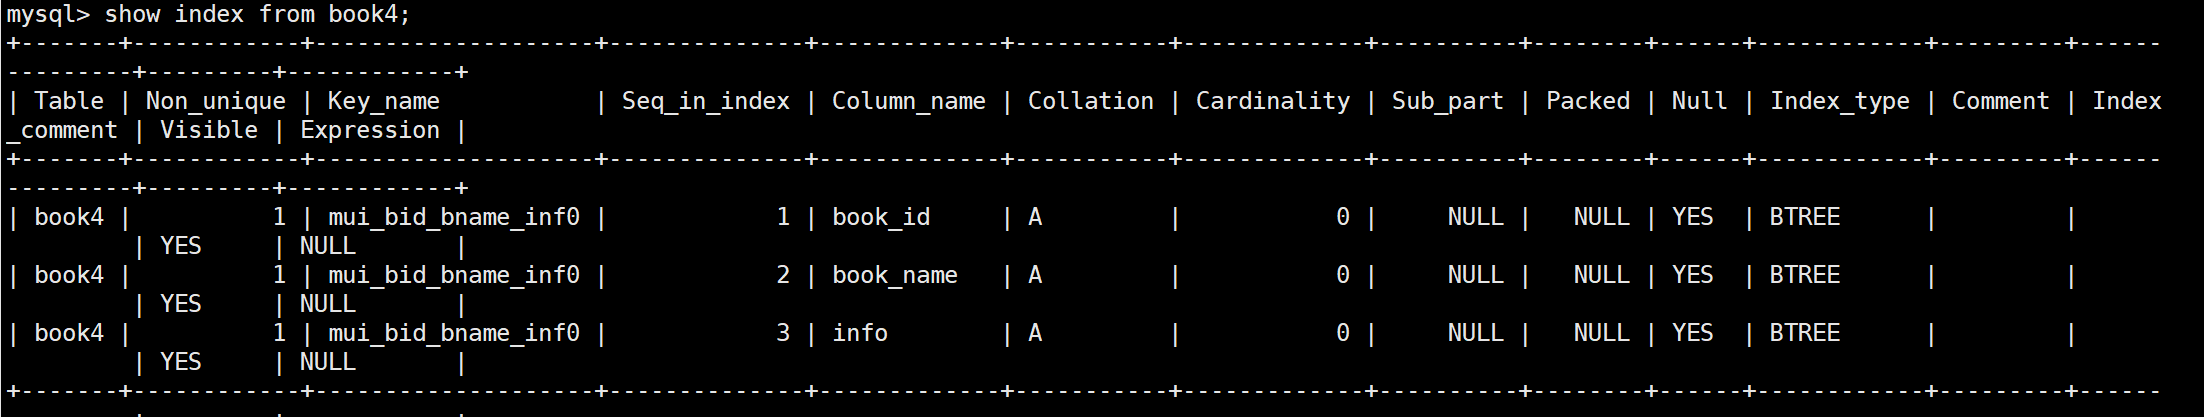 mysql> show index from book4;
+-------+------------+--------------------+--------------+-------------+-----------+-------------+----------+--------+------+------------+---------+------
---------+---------+------------+
| Table | Non_unique | Key_name           | Seq_in_index | Column_name | Collation | Cardinality | Sub_part | Packed | Null | Index_type | Comment | Index
_comment | Visible | Expression |
+-------+------------+--------------------+--------------+-------------+-----------+-------------+----------+--------+------+------------+---------+------
---------+---------+------------+
| book4 |          1 | mui_bid_bname_inf0 |            1 | book_id     | A         |           0 |     NULL |   NULL | YES  | BTREE      |         |
         | YES     | NULL       |
| book4 |          1 | mui_bid_bname_inf0 |            2 | book_name   | A         |           0 |     NULL |   NULL | YES  | BTREE      |         |
         | YES     | NULL       |
| book4 |          1 | mui_bid_bname_inf0 |            3 | info        | A         |           0 |     NULL |   NULL | YES  | BTREE      |         |
         | YES     | NULL       |
+-------+------------+--------------------+--------------+-------------+-----------+-------------+----------+--------+------+------------+---------+------